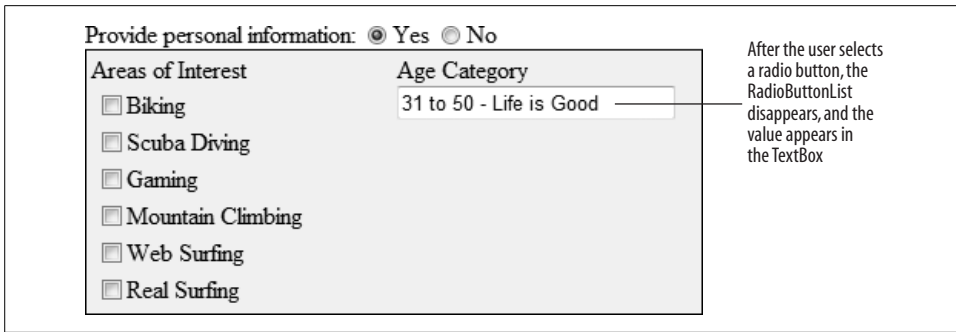 Provide personal information: Yes No
Areas of Interest
Biking
Scuba Diving
Gaming
Mountain Climbing
Web Surfing
Real Surfing
Age Category
31 to 50 - Life is Good
After the user selects
a radio button, the
RadioButtonList
disappears, and the
value appears in
the TextBox